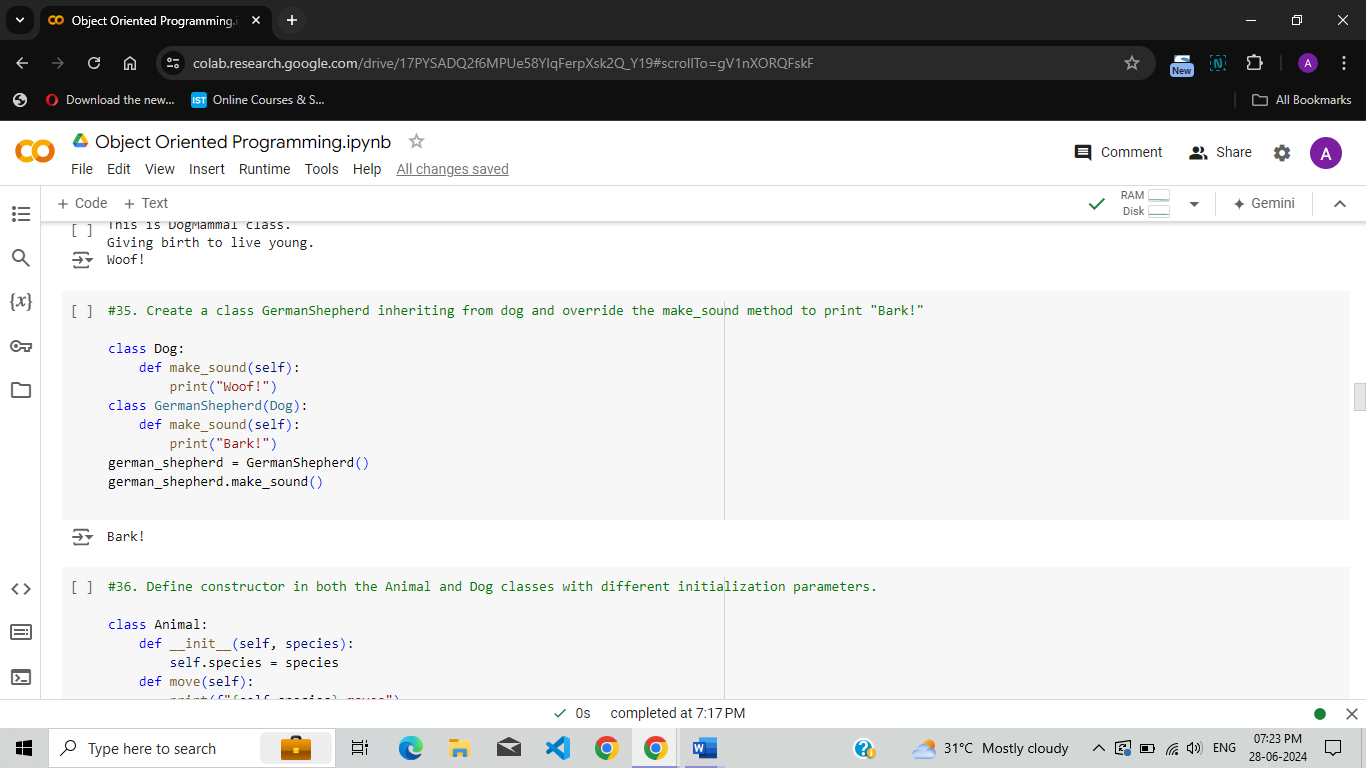 Object Oriented Programming.i
colab.research.google.com/drive/17PYSADQ2f6MPUe58YlqFerpXsk2Q_Y19#scrollTo=gV1nXORQFskF
New
A
Download the new...
IST
Online Courses & S...
All Bookmarks
Object Oriented Programming.ipynb
Comment
Share
A
File Edit View Insert Runtime Tools Help All changes saved
+ Code + Text
RAM
Disk
Gemini
[ ] This is DogMammal class.
Giving birth to live young.
Woof!
{x}
[ ] #35. Create a class GermanShepherd inheriting from dog and override the make_sound method to print "Bark!"
class Dog:
def make_sound(self):
print("Woof!")
class GermanShepherd(Dog):
def make_sound(self):
print("Bark!")
german_shepherd = GermanShepherd()
german_shepherd.make_sound()
Bark!
[ ] #36. Define constructor in both the Animal and Dog classes with different initialization parameters.
class Animal:
def __init__(self, species):
self.species = species
def move(self):
print(f"{self.species} moves")
0s completed at 7:17 PM
Type here to search
31°C Mostly cloudy
ENG
07:23 PM
28-06-2024